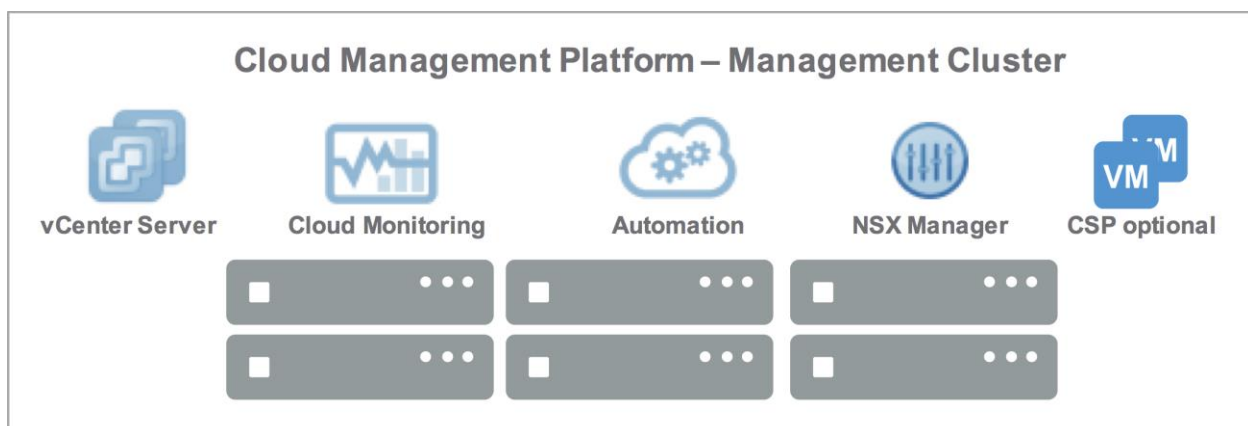 Cloud Management Platform – Management Cluster
VM
VM
vCenter Server
Cloud Monitoring
Automation
NSX Manager
CSP optional